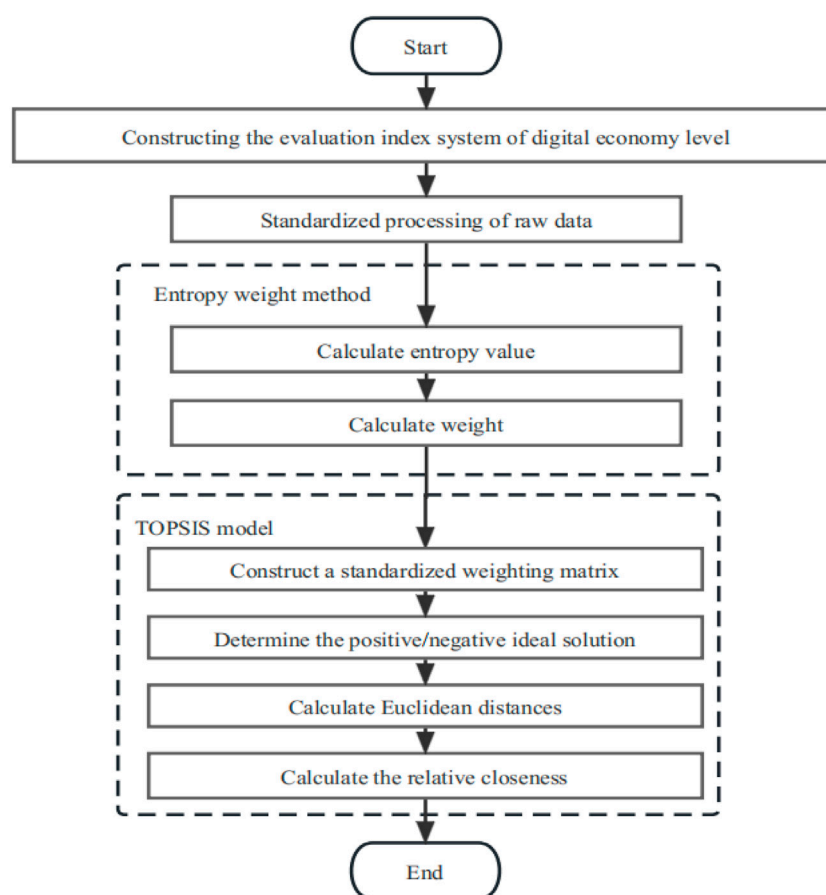 Start
Constructing the evaluation index system of digital economy level
Standardized processing of raw data
Entropy weight method
Calculate entropy value
Calculate weight
TOPSIS model
Construct a standardized weighting matrix
Determine the positive/negative ideal solution
Calculate Euclidean distances
Calculate the relative closeness
End